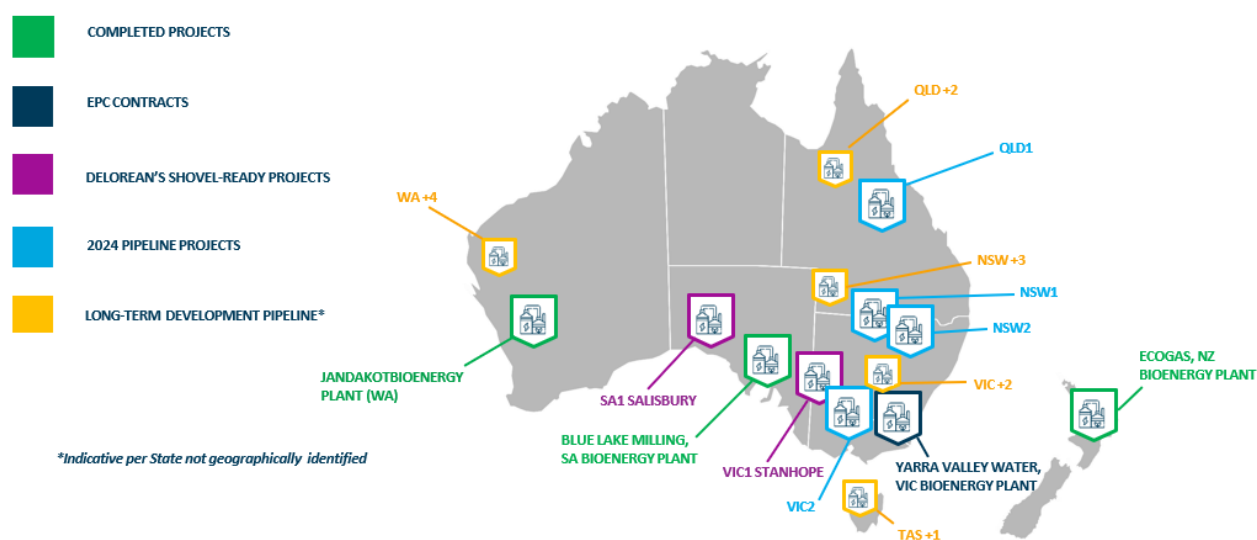 COMPLETED PROJECTS
EPC CONTRACTS
DELOREAN'S SHOVEL-READY PROJECTS
2024 PIPELINE PROJECTS
LONG-TERM DEVELOPMENT PIPELINE*
*Indicative per State not geographically identified
QLD +2
QLD1
WA +4
NSW +3
NSW1
NSW2
JANDAKOTBIOENERGY
PLANT (WA)
SA1 SALISBURY
BLUE LAKE MILLING,
SA BIOENERGY PLANT
VIC1 STANHOPE
VIC +2
VIC2
YARRA VALLEY WATER,
VIC BIOENERGY PLANT
TAS +1
ECOGAS, NZ
BIOENERGY PLANT